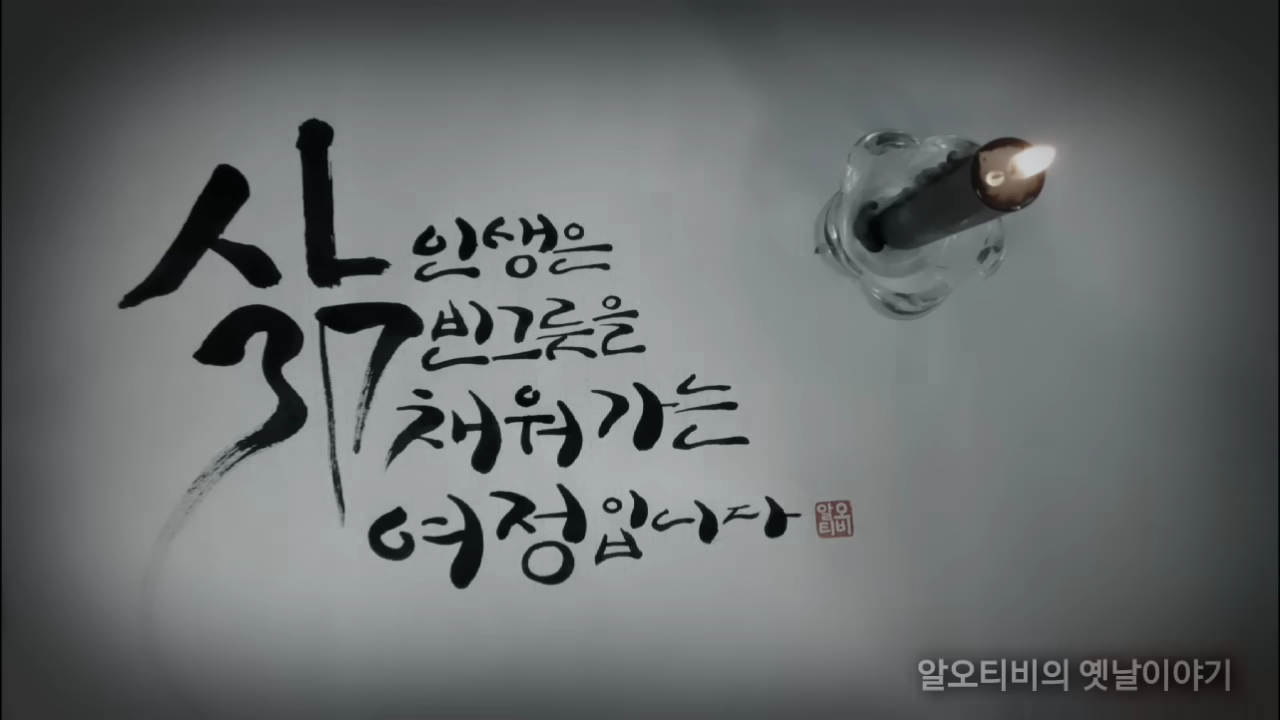 삶
인생은
빈그릇을
채워가는
여정입니다
알오
티비
알오티비의 옛날이야기